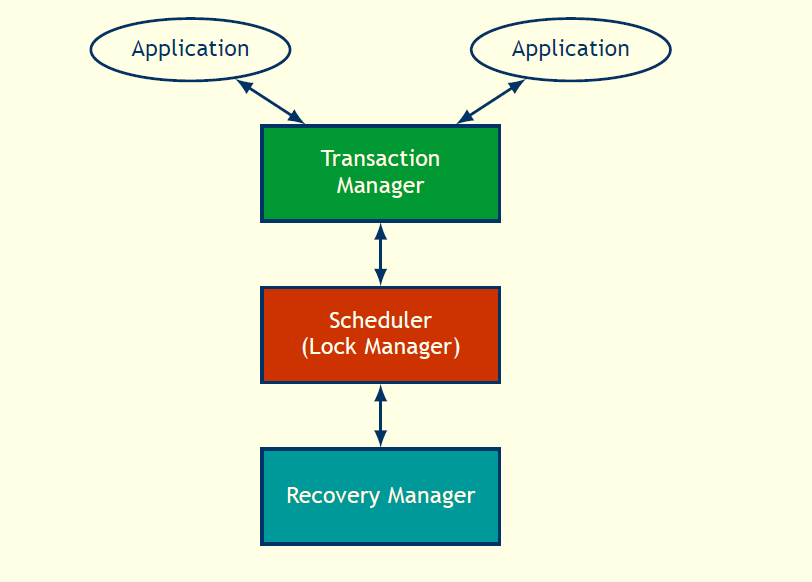 Application
Application
Transaction
Manager
Scheduler
(Lock Manager)
Recovery Manager